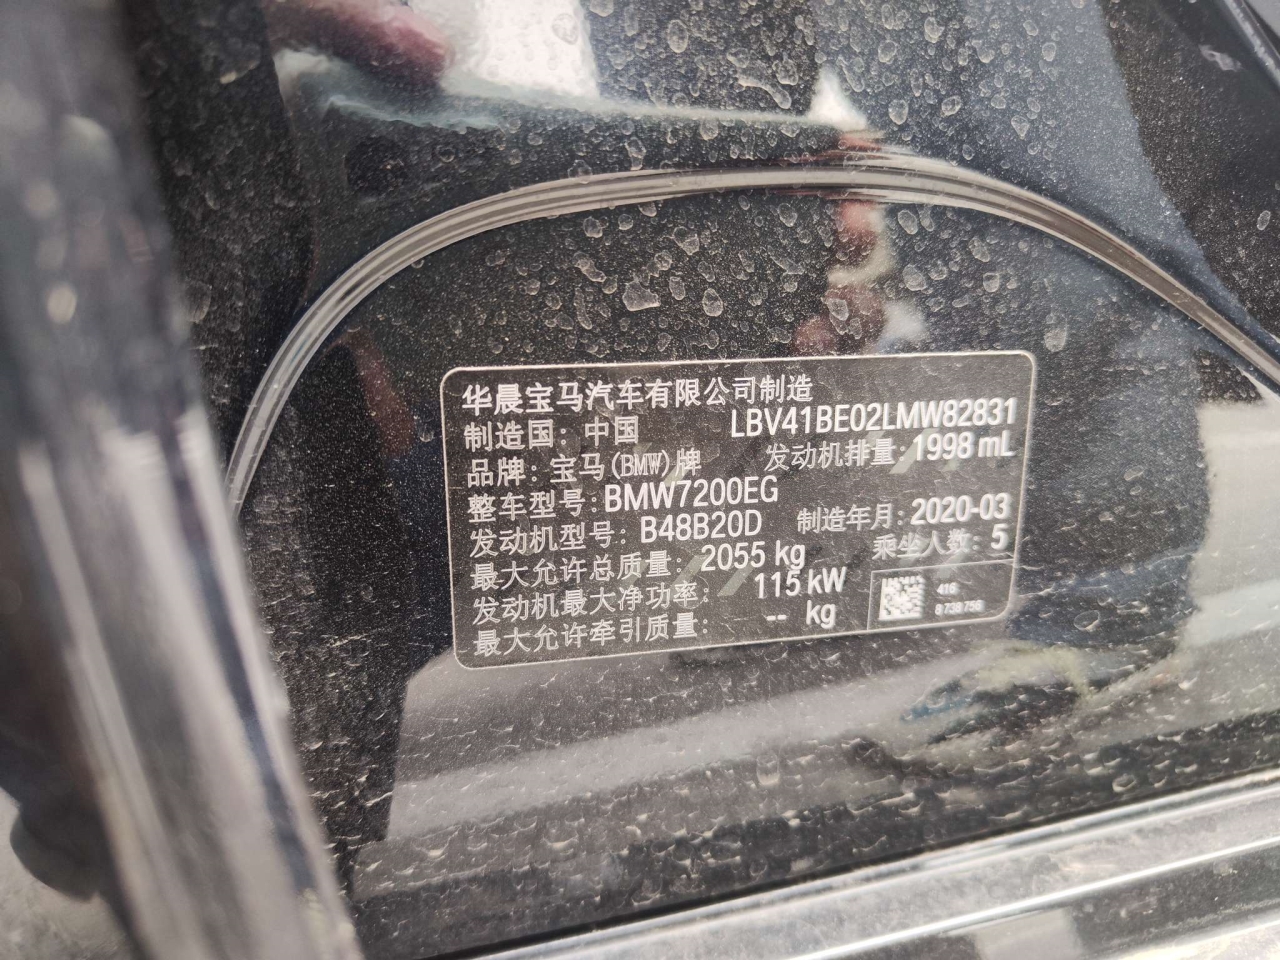 华晨宝马汽车有限公司制造
制造国：中国 LBV41BE02LMW82831
品牌：宝马(BMW)牌 发动机排量：1998 mL
整车型号：BMW7200EG
发动机型号：B48B20D 制造年月：2020-03
最大允许总质量：2055 kg 乘坐人数：5
发动机最大净功率：115 kW
最大允许牵引质量：-- kg
416
8 738 756